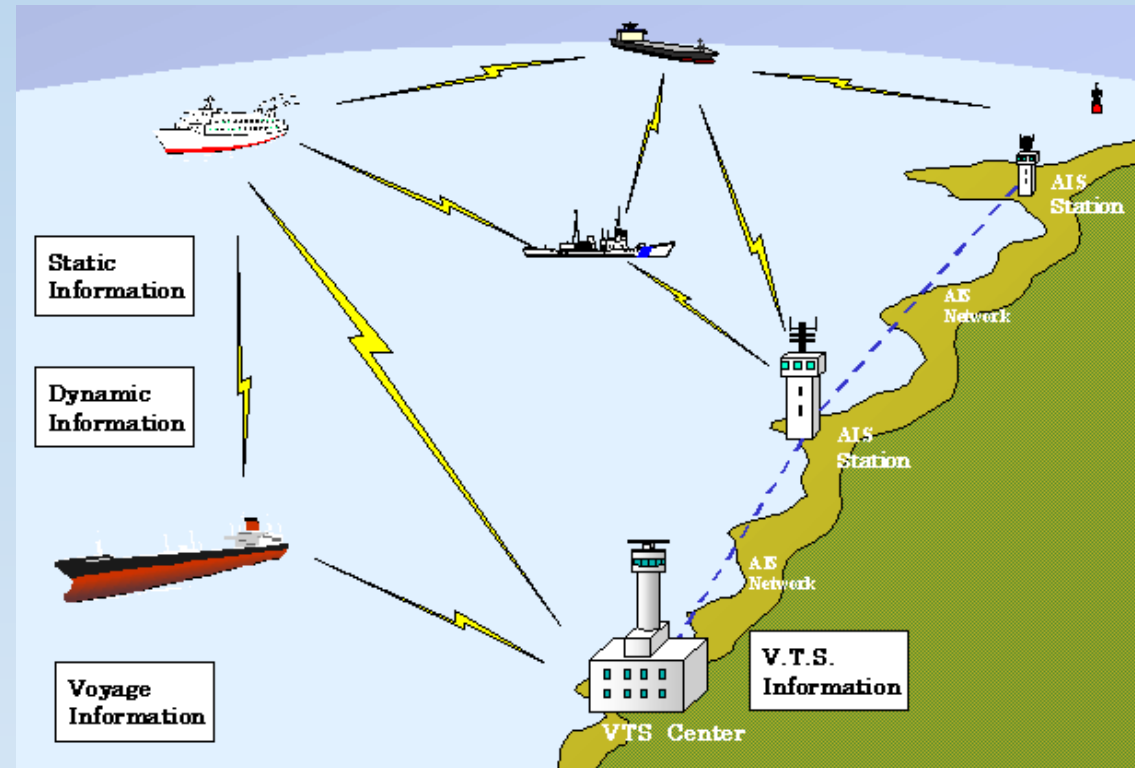 AIS
Station
Static
Information
AIS
Network
Dynamic
Information
AIS
Station
AIS
Network
Voyage
Information
V.T.S.
Information
VTS Center